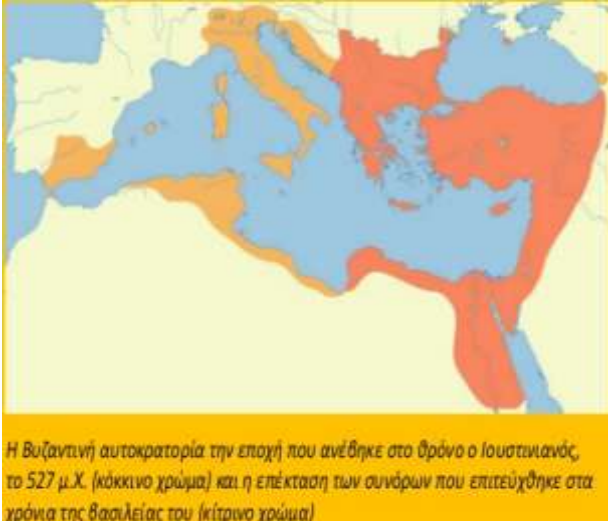 Η Βυζαντινή αυτοκρατορία την εποχή που ανέβηκε στο θρόνο ο Ιουστινιανός,
το 527 μ.Χ. (κόκκινο χρώμα) και η επέκταση των συνόρων που επιτεύχθηκε στα
χρόνια της βασιλείας του (κίτρινο χρώμα)